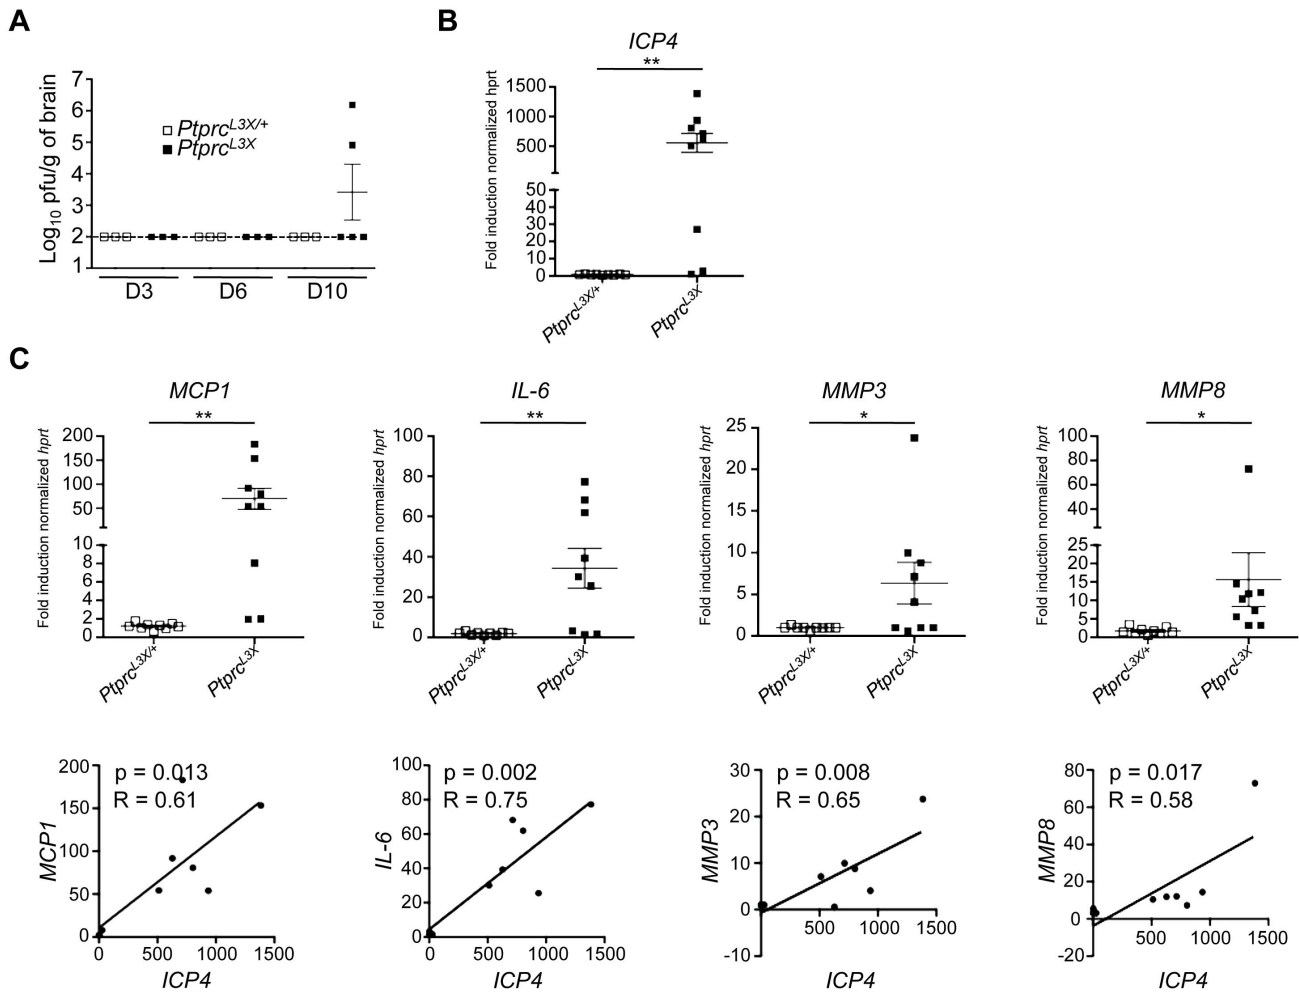 A
Log10 pfu/g of brain
7
6
5
4
3
2
1
PtprcL3X/+
PtprcL3X
D3 D6 D10
B
ICP4
**
Fold induction normalized hprt
1500
1000
500
50
40
30
20
10
0
PtprcL3X/+ PtprcL3X
C
MCP1
**
Fold induction normalized hprt
200
150
100
50
10
8
6
4
2
0
PtprcL3X/+ PtprcL3X
IL-6
**
Fold induction normalized hprt
100
80
60
40
20
0
PtprcL3X/+ PtprcL3X
MMP3
*
Fold induction normalized hprt
25
20
15
10
5
0
PtprcL3X/+ PtprcL3X
MMP8
*
Fold induction normalized hprt
100
80
60
40
25
20
15
10
5
0
PtprcL3X/+ PtprcL3X
MCP1
200
150
100
50
0
p = 0.013
R = 0.61
0 500 1000 1500
ICP4
IL-6
100
80
60
40
20
0
p = 0.002
R = 0.75
0 500 1000 1500
ICP4
MMP3
30
20
10
0
-10
p = 0.008
R = 0.65
500 1000 1500
ICP4
MMP8
80
60
40
20
0
-20
p = 0.017
R = 0.58
500 1000 1500
ICP4